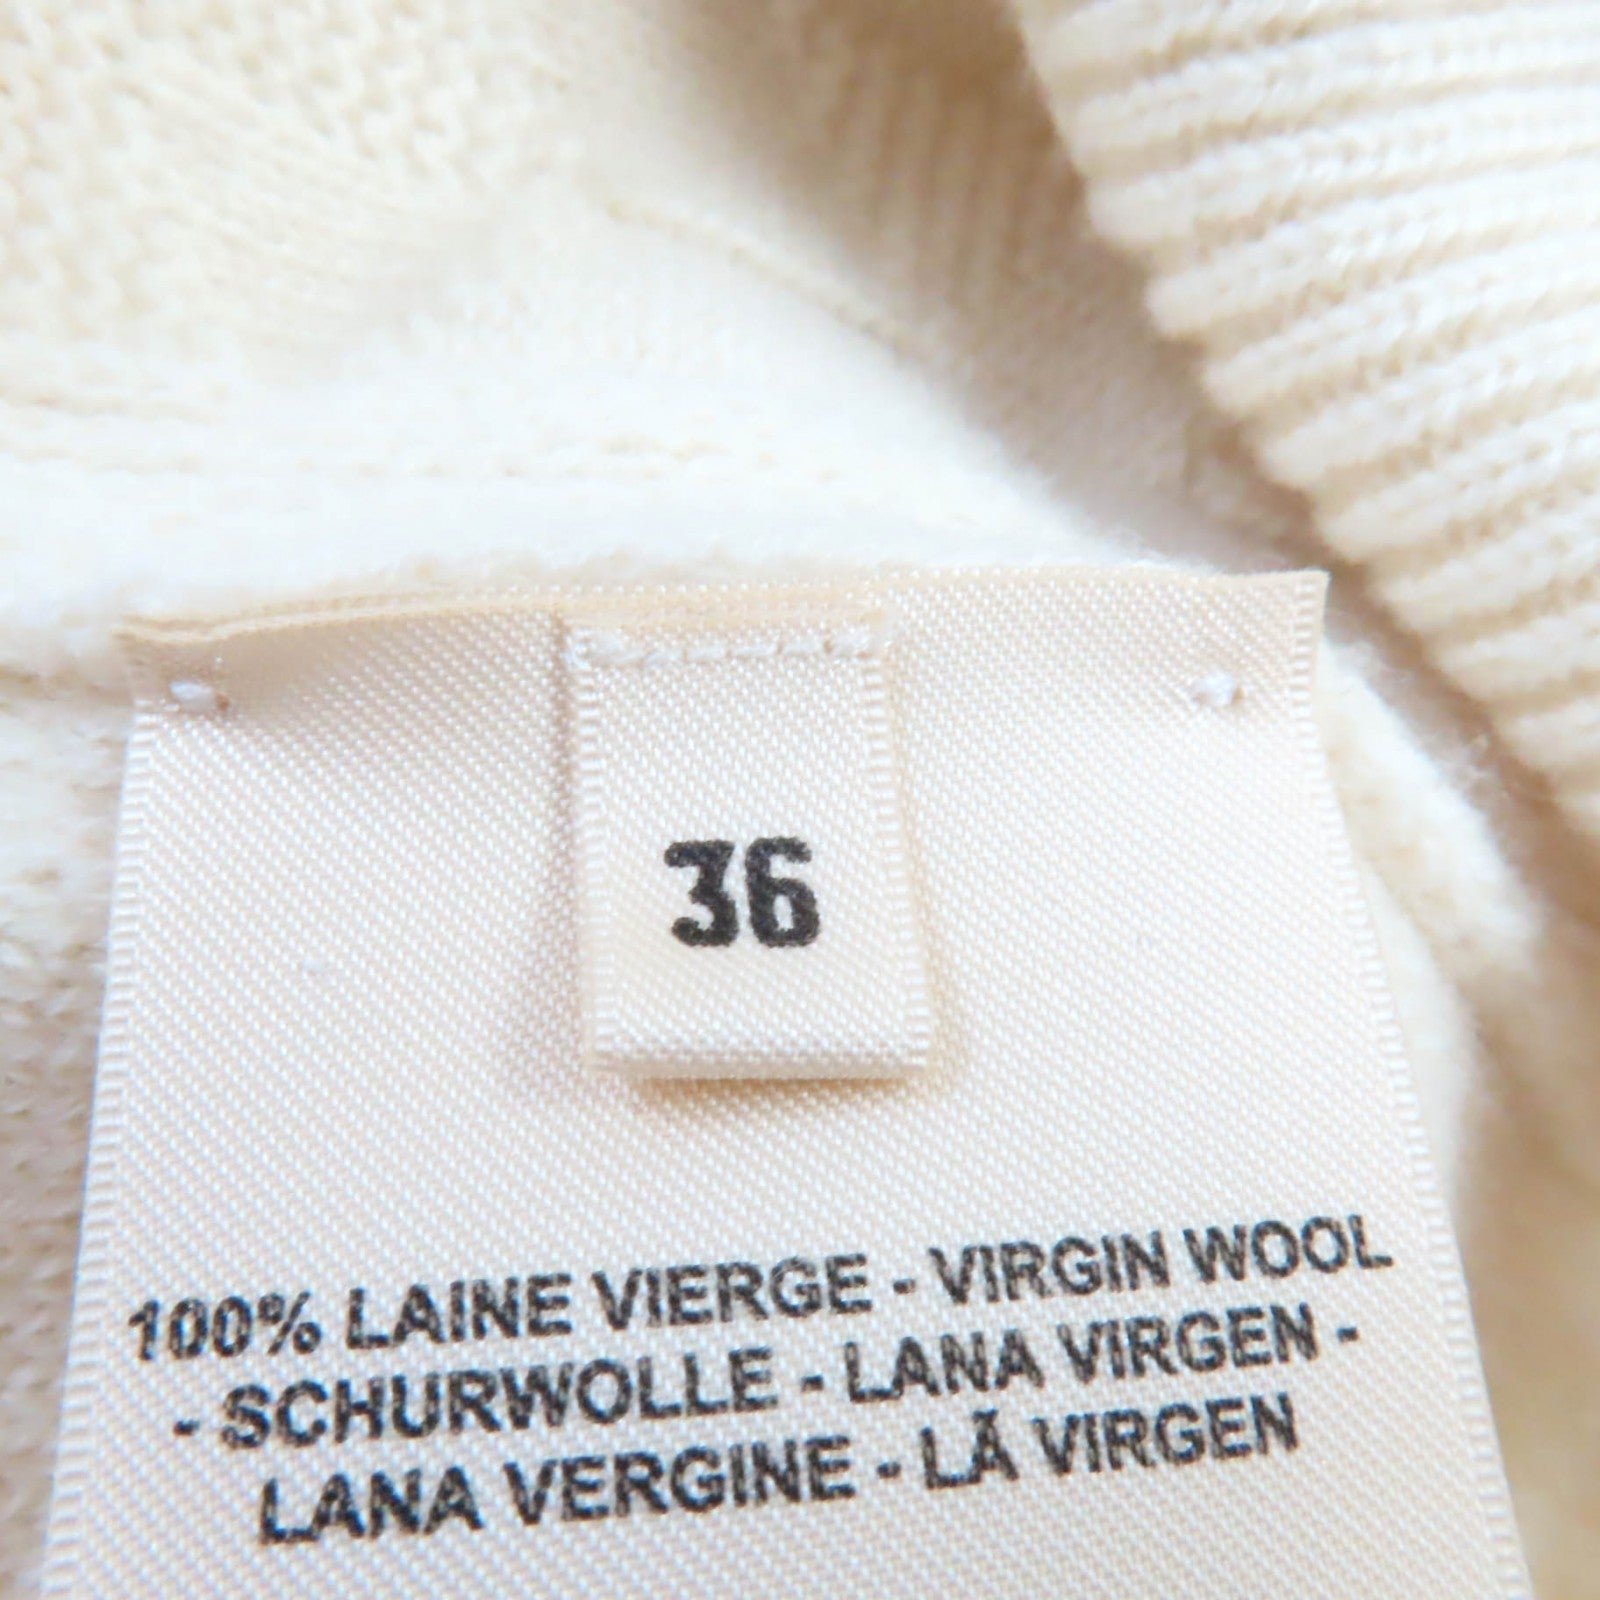 36
100% LAINE VIERGE - VIRGIN WOOL
- SCHURWOLLE - LANA VIRGEN -
LANA VERGINE - LÃ VIRGEN